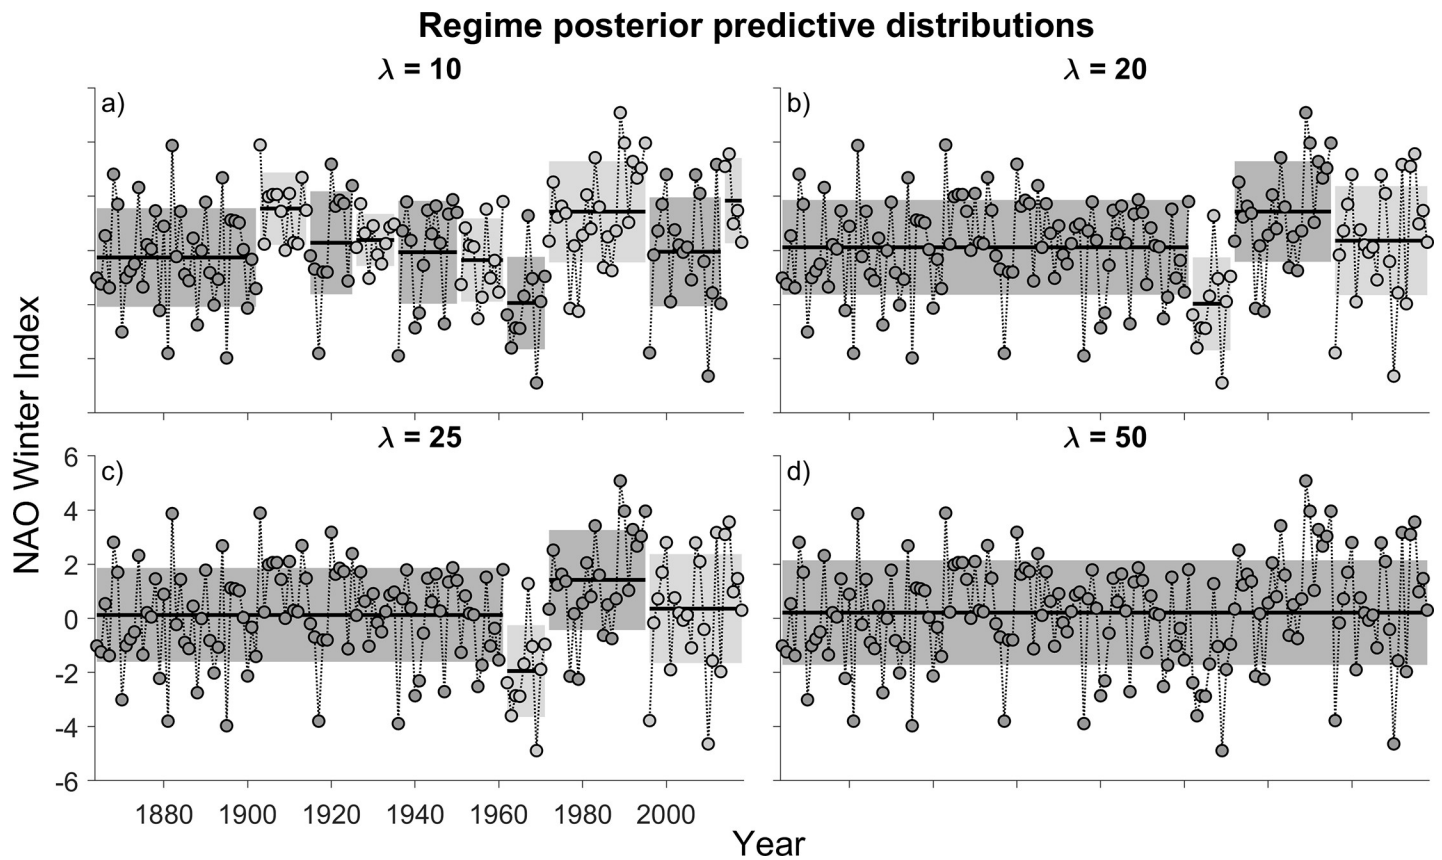 Regime posterior predictive distributions
λ = 10
λ = 20
a)
b)
λ = 25
λ = 50
c)
d)
NAO Winter Index
6
4
2
0
-2
-4
-6
1880 1900 1920 1940 1960 1980 2000
Year